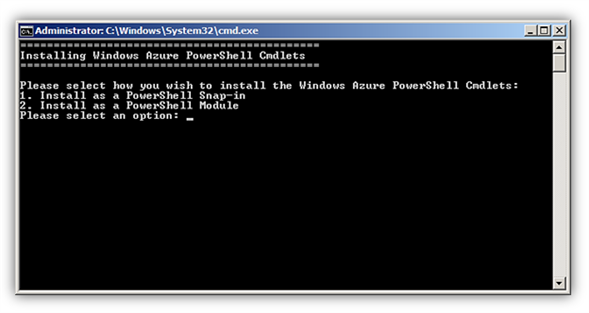 Administrator: C:\Windows\System32\cmd.exe
=============================================
Installing Windows Azure PowerShell Cmdlets
=============================================
Please select how you wish to install the Windows Azure PowerShell Cmdlets:
1. Install as a PowerShell Snap-in
2. Install as a PowerShell Module
Please select an option: _